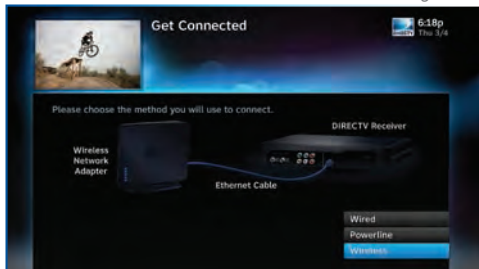 Get Connected
DIRECTV
6:18p
Thu 3/4
Please choose the method you will use to connect.
DIRECTV Receiver
Wireless
Network
Adapter
Ethernet Cable
Wired
Powerline
Wireless